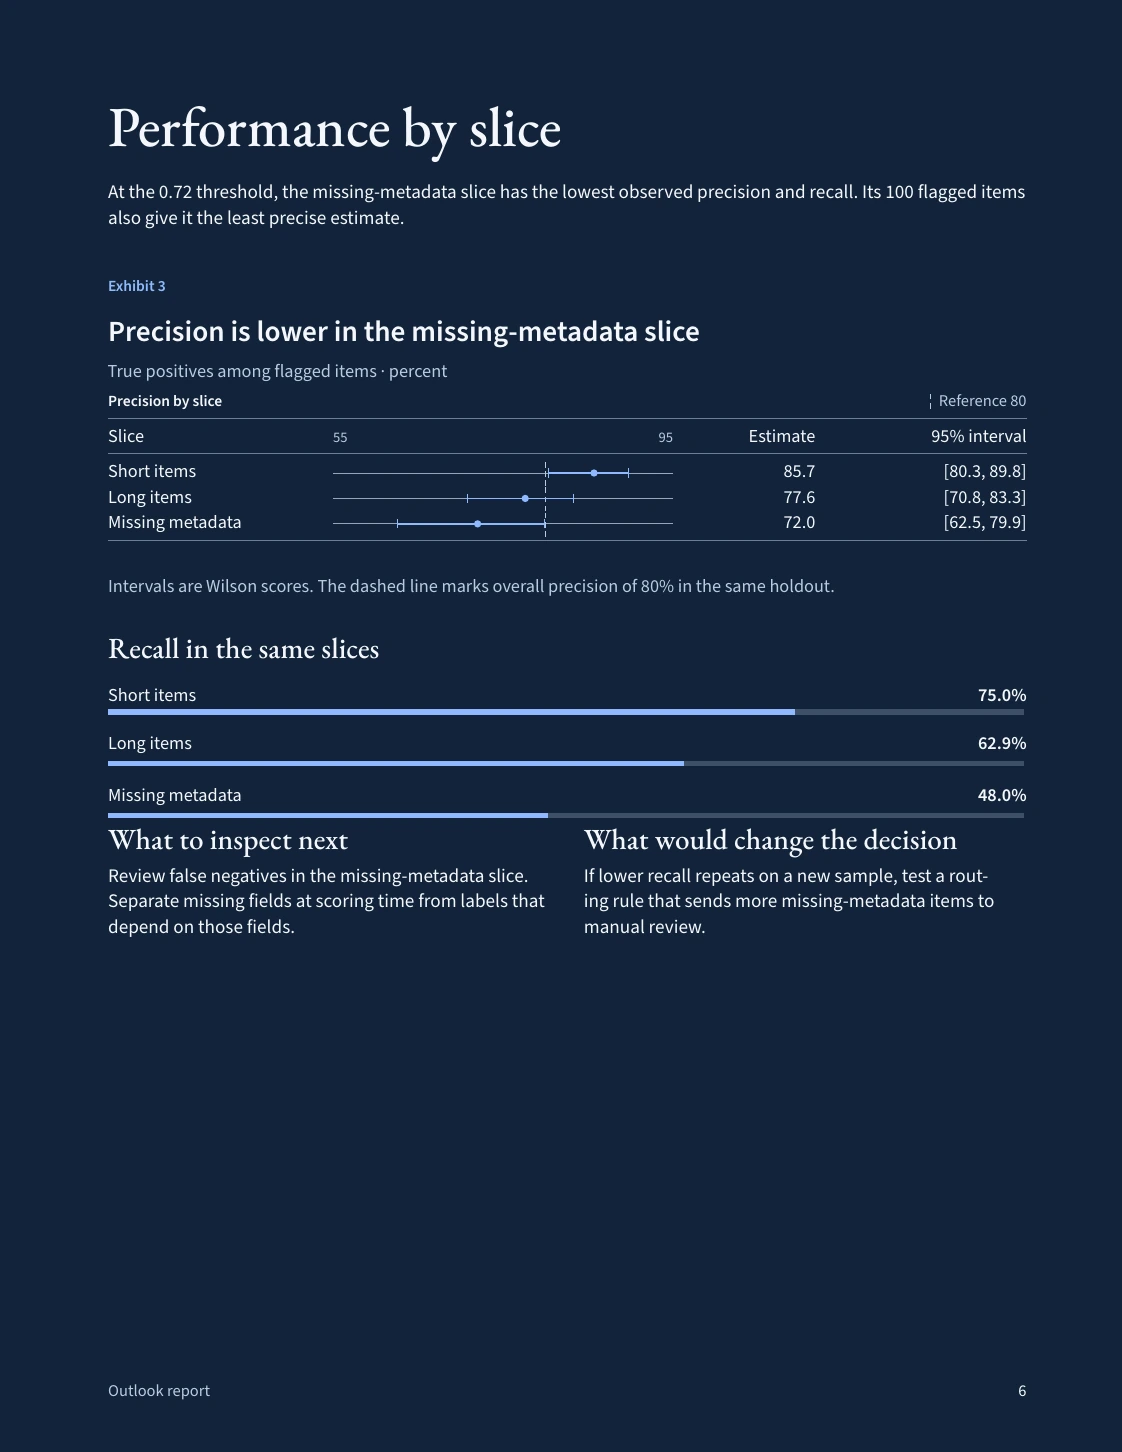 Performance by slice
At the 0.72 threshold, the missing-metadata slice has the lowest observed precision and recall. Its 100 flagged items
also give it the least precise estimate.
Exhibit 3
Precision is lower in the missing-metadata slice
True positives among flagged items · percent
Precision by slice
Reference 80
Slice 55 95 Estimate 95% interval
Short items 85.7 [80.3, 89.8]
Long items 77.6 [70.8, 83.3]
Missing metadata 72.0 [62.5, 79.9]
Intervals are Wilson scores. The dashed line marks overall precision of 80% in the same holdout.
Recall in the same slices
Short items 75.0%
Long items 62.9%
Missing metadata 48.0%
What to inspect next
Review false negatives in the missing-metadata slice.
Separate missing fields at scoring time from labels that
depend on those fields.
What would change the decision
If lower recall repeats on a new sample, test a rout-
ing rule that sends more missing-metadata items to
manual review.
Outlook report 6